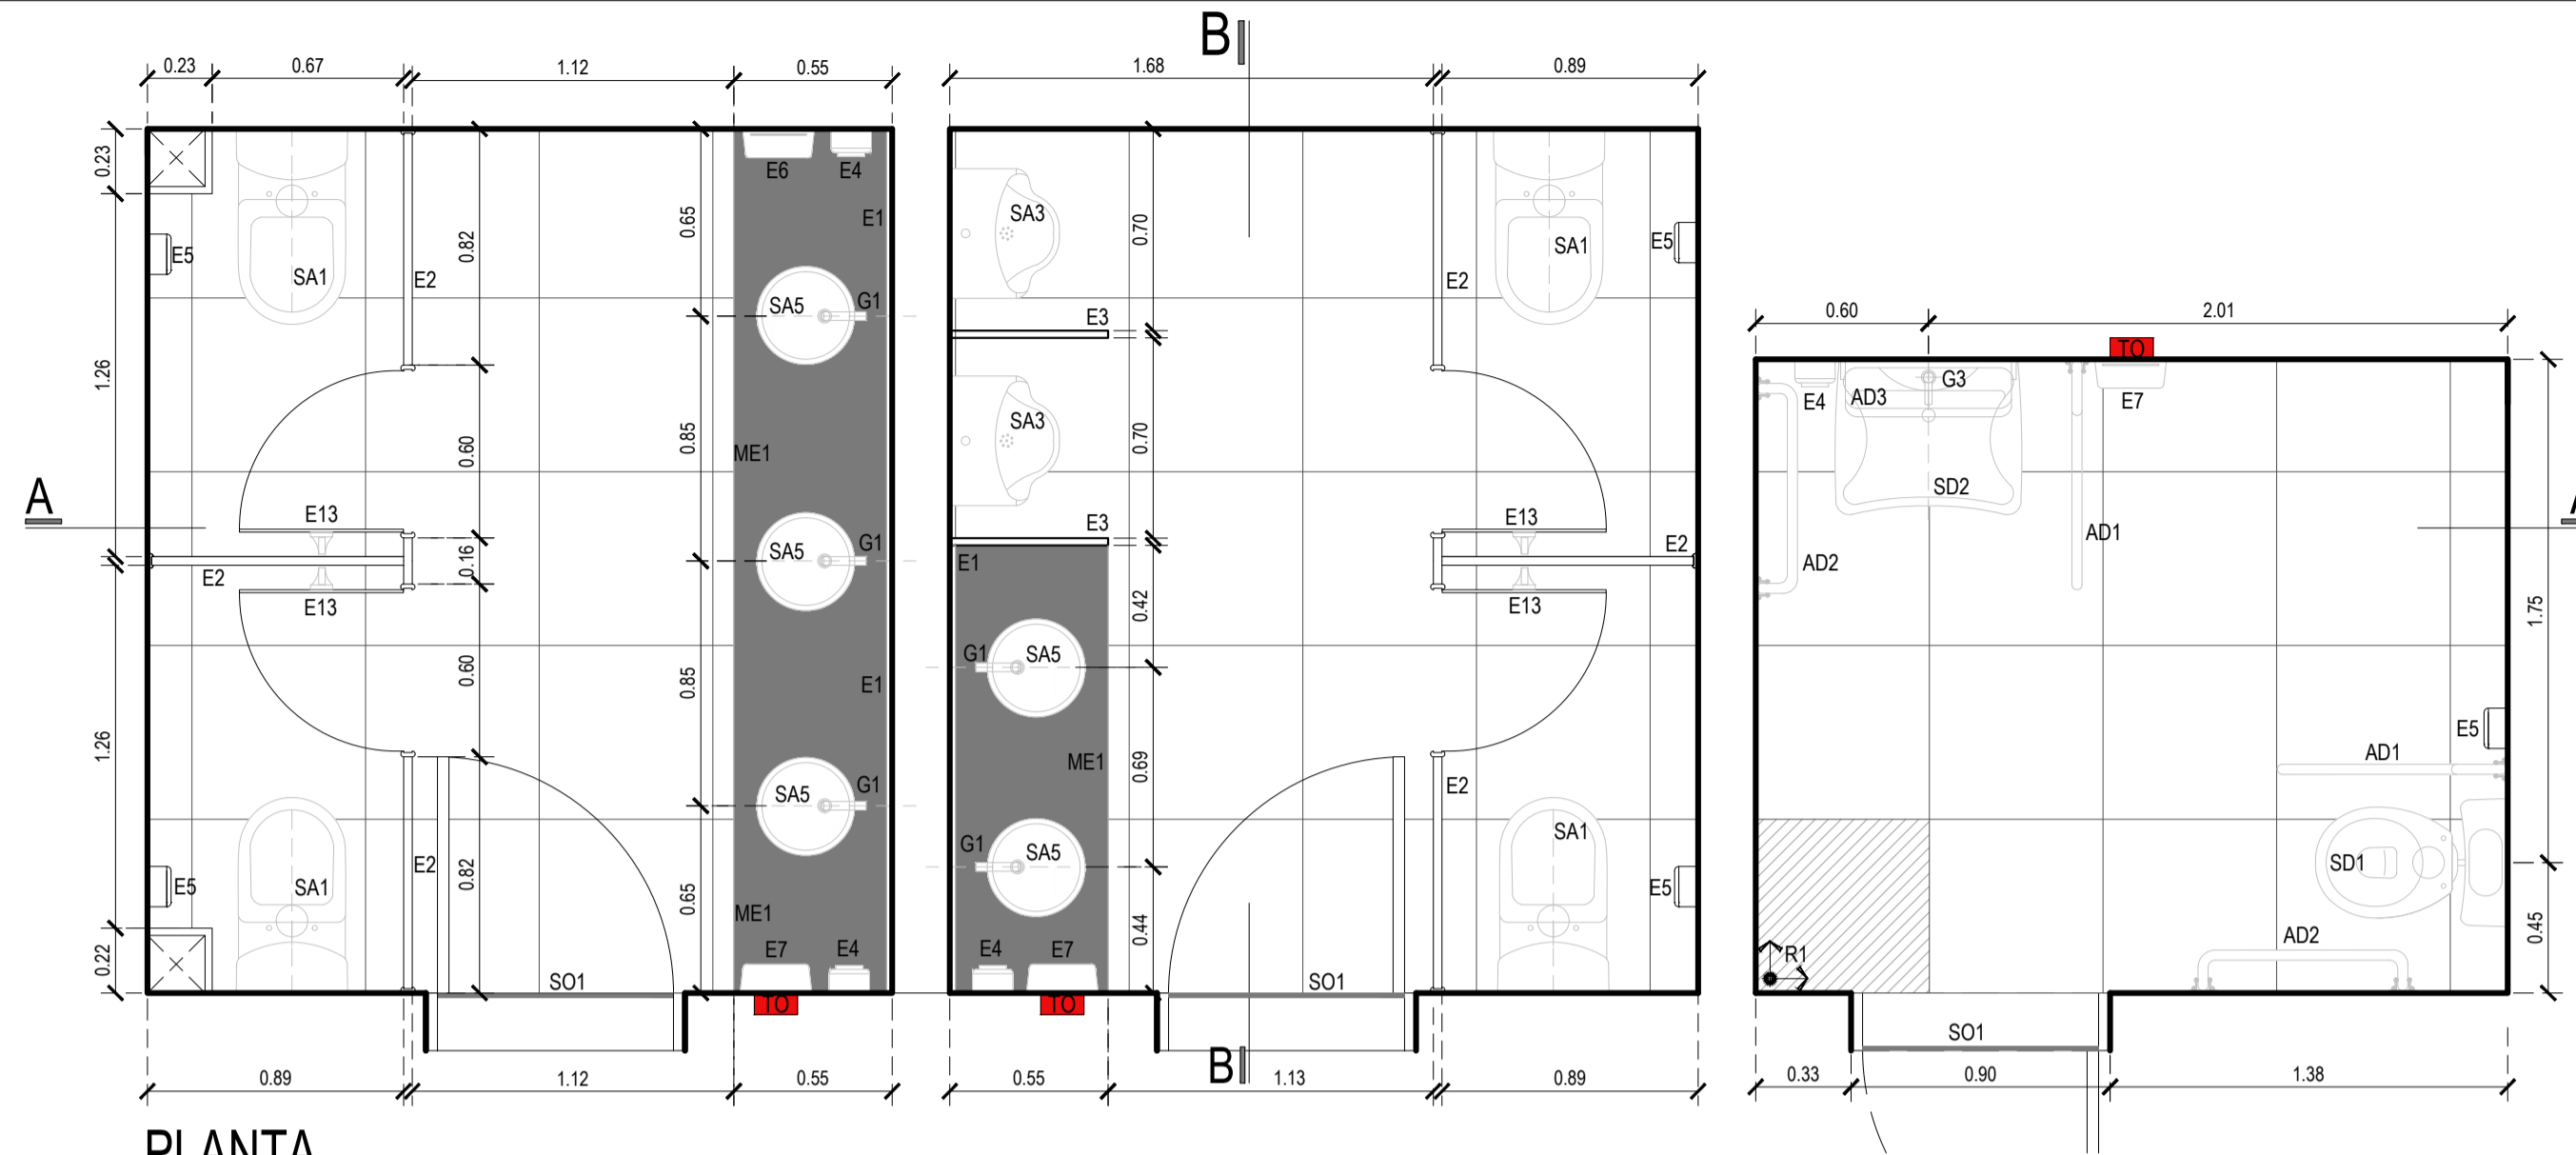 B
0.23 0.67 1.12 0.55 1.68 0.89
0.23
E6 E4
E1
SA3
0.65
0.82
0.70
E5
SA1
E2
SA1
E5
E2
SA5 G1
E3
0.60 2.01
TO
1.26
E4 AD3 G3 E7
0.60
0.85
ME1
SA3
0.70
A
SD2
E13
E3
E13
AD1
G1
SA5
0.16
E2
E13
E1
E2
E13
AD2
0.42
1.75
G1 SA5
0.60
0.85
E1
1.26
ME1
0.69
E5
AD1
G1
SA5
E2
SA1
G1 SA5
SD1
E2
0.82
0.65
E5
SA1
ME1
E5
0.44
AD2
0.45
E7 E4
E4 E7
R1
0.22
SO1
SO1
TO
TO
SO1
B
0.89 1.12 0.55 0.55 1.13 0.89 0.33 0.90 1.38
PLANTA